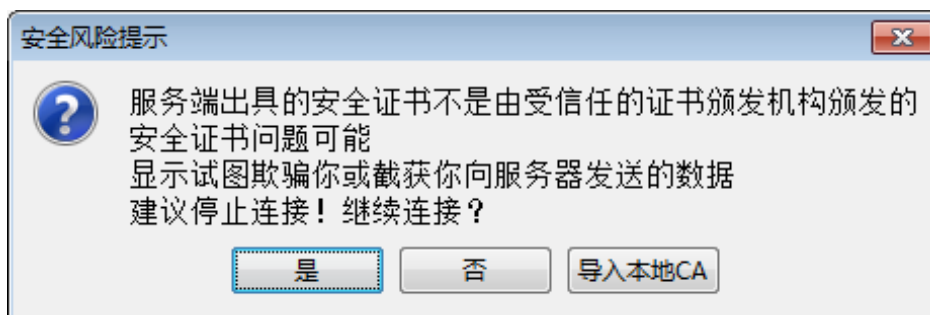 安全风险提示
服务端出具的安全证书不是由受信任的证书颁发机构颁发的
安全证书问题可能
显示试图欺骗你或截获你向服务器发送的数据
建议停止连接！继续连接？
是
否
导入本地CA